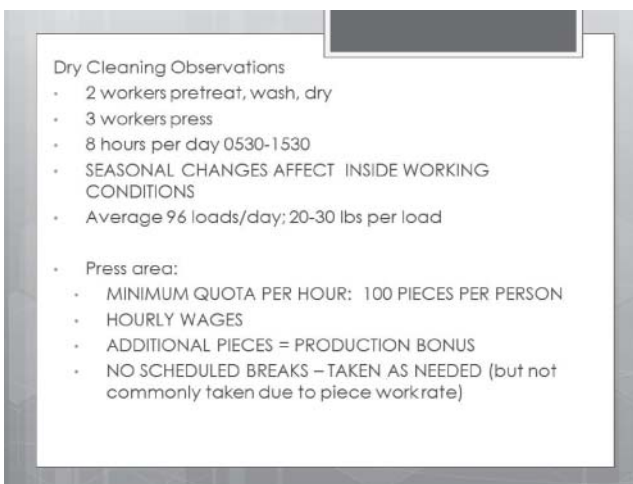 Dry Cleaning Observations
• 2 workers pretreat, wash, dry
• 3 workers press
• 8 hours per day 0530-1530
• SEASONAL CHANGES AFFECT INSIDE WORKING
CONDITIONS
• Average 96 loads/day; 20-30 lbs per load
• Press area:
• MINIMUM QUOTA PER HOUR: 100 PIECES PER PERSON
• HOURLY WAGES
• ADDITIONAL PIECES = PRODUCTION BONUS
• NO SCHEDULED BREAKS – TAKEN AS NEEDED (but not
commonly taken due to piece work rate)